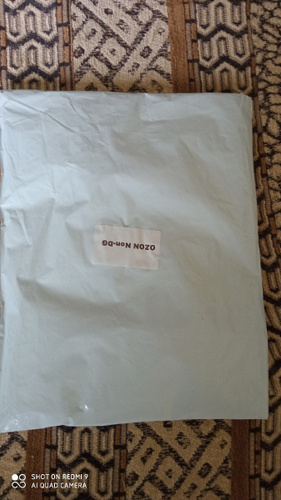 OZON Non-DG
SHOT ON REDMI 9
AI QUAD CAMERA